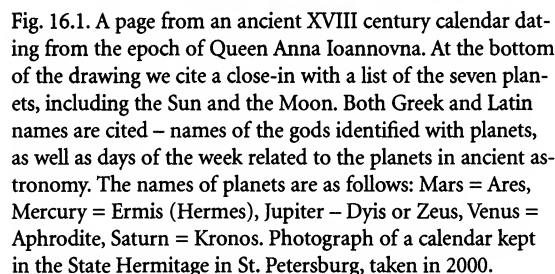 Fig. 16.1. A page from an ancient XVIII century calendar dat-
ing from the epoch of Queen Anna Ioannovna. At the bottom
of the drawing we cite a close-in with a list of the seven plan-
ets, including the Sun and the Moon. Both Greek and Latin
names are cited – names of the gods identified with planets,
as well as days of the week related to the planets in ancient as-
tronomy. The names of planets are as follows: Mars = Ares,
Mercury = Ermis (Hermes), Jupiter – Dyis or Zeus, Venus =
Aphrodite, Saturn = Kronos. Photograph of a calendar kept
in the State Hermitage in St. Petersburg, taken in 2000.